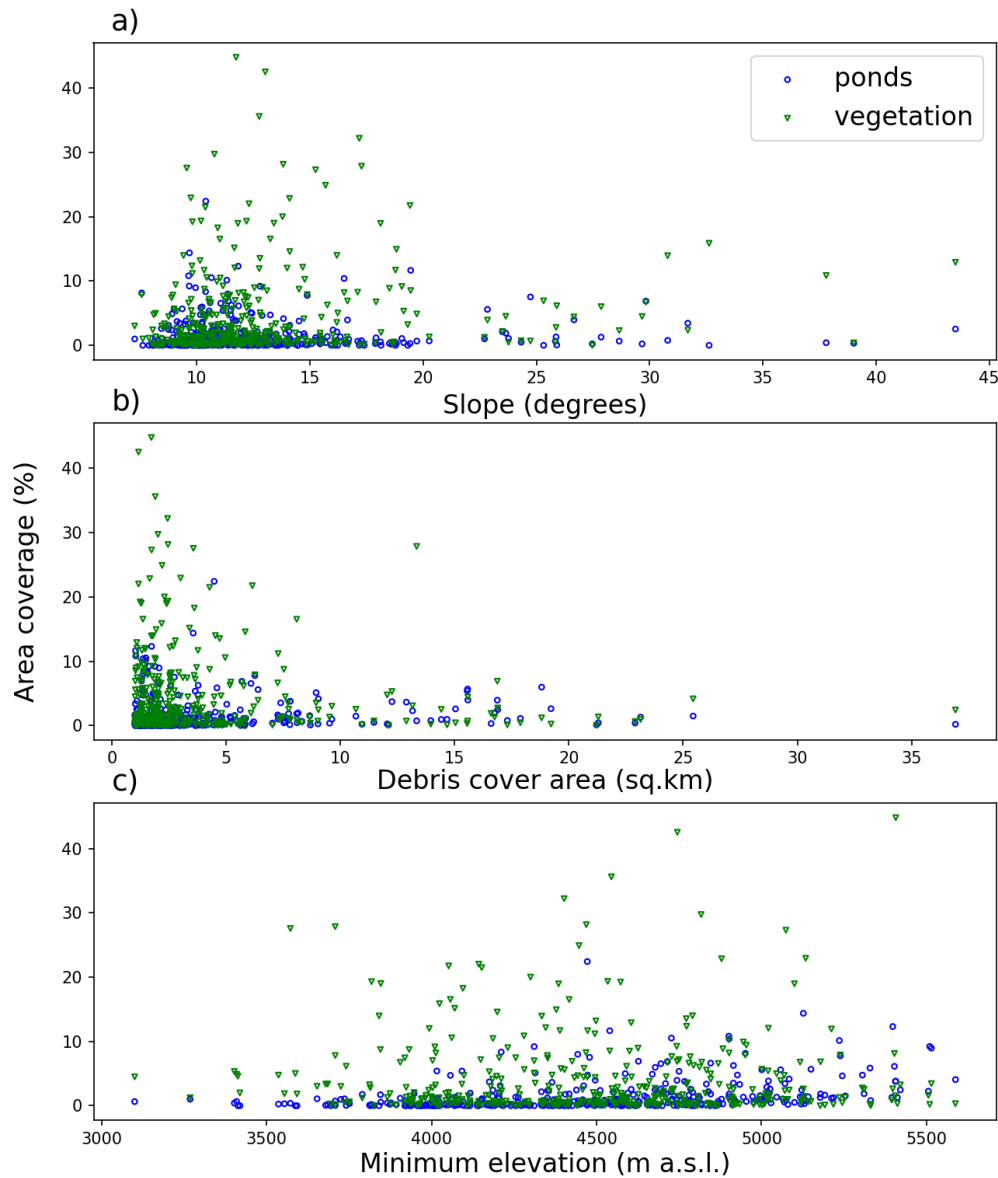 a)
40
30
20
10
0
ponds
vegetation
10 15 20 25 30 35 40 45
Slope (degrees)
b)
Area coverage (%)
40
30
20
10
0
0 5 10 15 20 25 30 35
Debris cover area (sq.km)
c)
40
30
20
10
0
3000 3500 4000 4500 5000 5500
Minimum elevation (m a.s.l.)